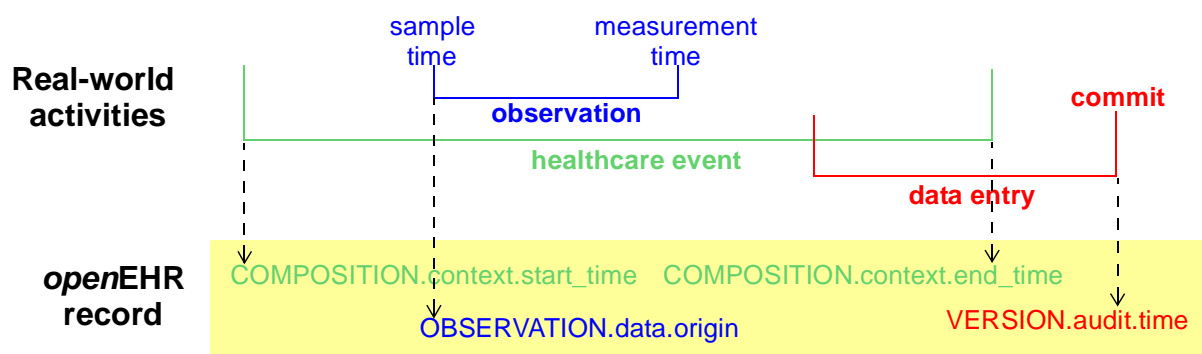 sample
time
measurement
time
Real-world
activities
observation
commit
healthcare event
data entry
openEHR
record
COMPOSITION.context.start_time
COMPOSITION.context.end_time
OBSERVATION.data.origin
VERSION.audit.time